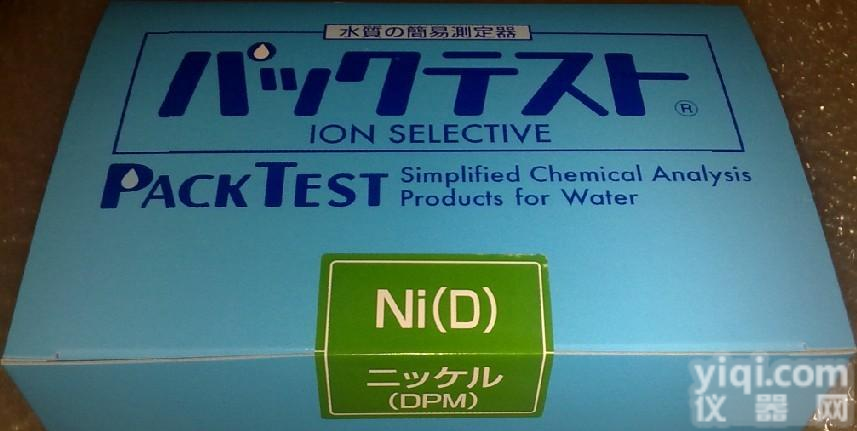 水質の簡易測定器
パックテスト®
ION SELECTIVE
PACKTEST Simplified Chemical Analysis
Products for Water
Ni(D)
ニッケル
(DPM)
yiqi.com
仪器网